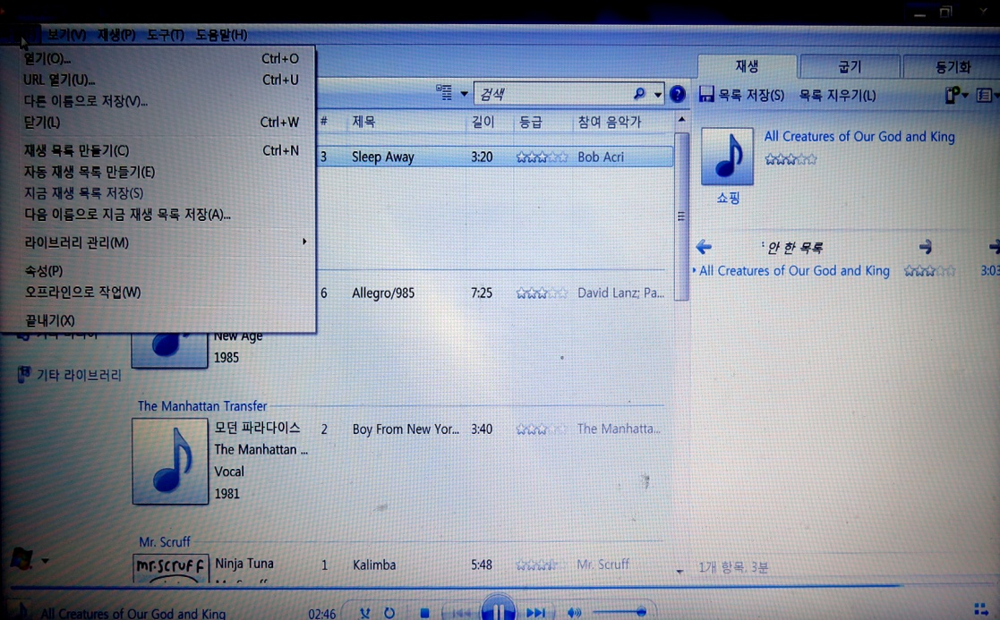 보기(V) 재생(P) 도구(T) 도움말(H)
열기(O)... Ctrl+O
URL 열기(U)... Ctrl+U
다른 이름으로 저장(V)...
닫기(L) Ctrl+W
재생 목록 만들기(C) Ctrl+N
자동 재생 목록 만들기(E)
지금 재생 목록 저장(S)
다음 이름으로 지금 재생 목록 저장(A)...
라이브러리 관리(M)
속성(P)
오프라인으로 작업(W)
끝내기(X)
기타 라이브러리
검색
# 제목 길이 등급 참여 음악가
3 Sleep Away 3:20 Bob Acri
6 Allegro/985 7:25 David Lanz; Pa...
New Age
1985
The Manhattan Transfer
모던 파라다이스 2 Boy From New Yor... 3:40 The Manhatta...
The Manhattan ...
Vocal
1981
Mr. Scruff
mr.scruff
Ninja Tuna 1 Kalimba 5:48 Mr. Scruff
재생 굽기 동기화
목록 저장(S) 목록 지우기(L)
All Creatures of Our God and King
쇼핑
안 한 목록
All Creatures of Our God and King 3:03
1개 항목, 3분
All Creatures of Our God and King 02:46